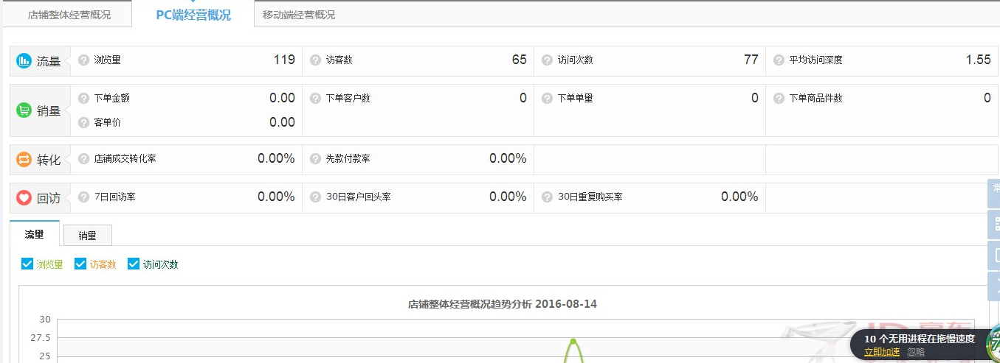 店铺整体经营概况 PC端经营概况 移动端经营概况
流量 浏览量 119 访客数 65 访问次数 77 平均访问深度 1.55
销量 下单金额 0.00 下单客户数 0 下单单量 0 下单商品件数 0
客单价 0.00
转化 店铺成交转化率 0.00% 先款付款率 0.00%
回访 7日回访率 0.00% 30日客户回头率 0.00% 30日重复购买率 0.00%
流量 销量
浏览量 访客数 访问次数
店铺整体经营概况趋势分析 2016-08-14
30
27.5
25
10 个无用进程在拖慢速度
立即加速 忽略